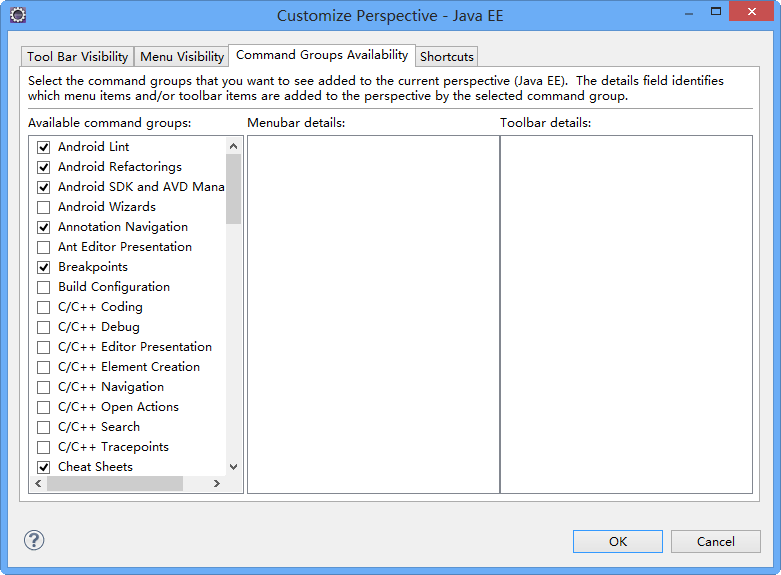 Customize Perspective - Java EE
Tool Bar Visibility
Menu Visibility
Command Groups Availability
Shortcuts
Select the command groups that you want to see added to the current perspective (Java EE).  The details field identifies
which menu items and/or toolbar items are added to the perspective by the selected command group.
Available command groups:
Menubar details:
Toolbar details:
Android Lint
Android Refactorings
Android SDK and AVD Mana
Android Wizards
Annotation Navigation
Ant Editor Presentation
Breakpoints
Build Configuration
C/C++ Coding
C/C++ Debug
C/C++ Editor Presentation
C/C++ Element Creation
C/C++ Navigation
C/C++ Open Actions
C/C++ Search
C/C++ Tracepoints
Cheat Sheets
?
OK
Cancel